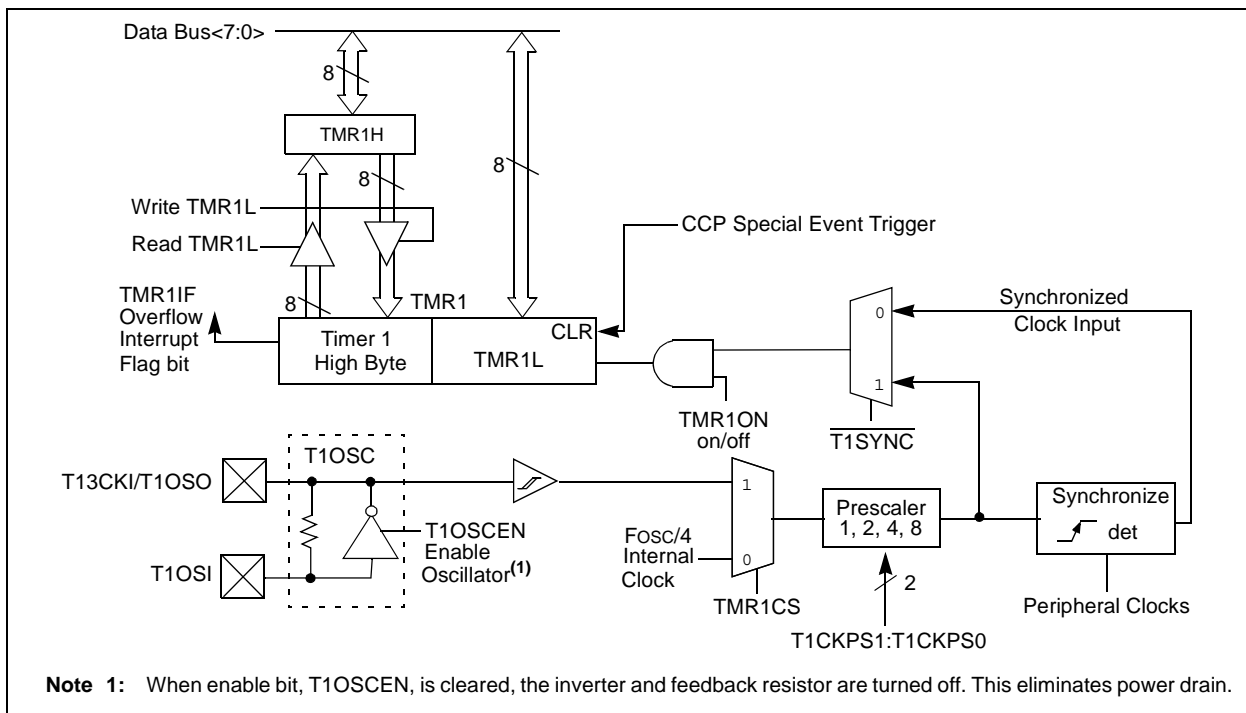 Data Bus<7:0>
8
TMR1H
8
8
Write TMR1L
CCP Special Event Trigger
Read TMR1L
8
TMR1
TMR1IF
Overflow
Interrupt
Flag bit
Timer 1
High Byte
TMR1L
CLR
0
1
Synchronized
Clock Input
TMR1ON
on/off
T1SYNC
T1OSC
T13CKI/T1OSO
T1OSCEN
Enable
Oscillator(1)
T1OSI
FOSC/4
Internal
Clock
1
0
TMR1CS
Prescaler
1, 2, 4, 8
2
T1CKPS1:T1CKPS0
Synchronize
det
Peripheral Clocks
Note 1: When enable bit, T1OSCEN, is cleared, the inverter and feedback resistor are turned off. This eliminates power drain.